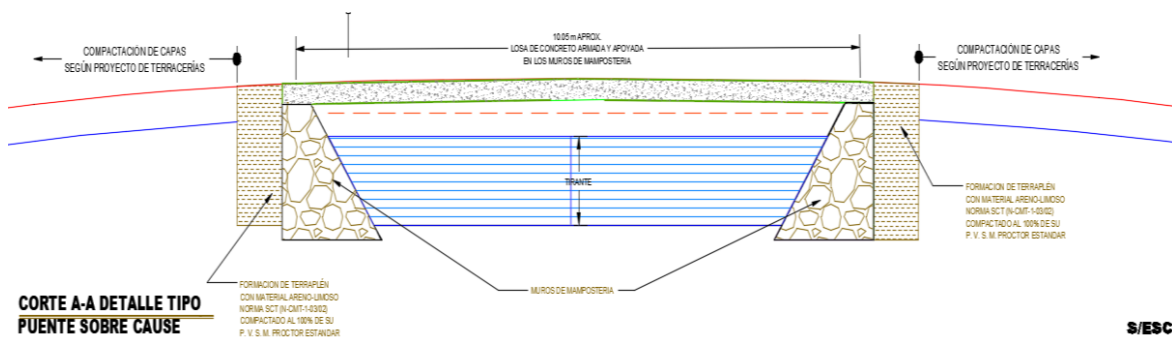 COMPACTACIÓN DE CAPAS
SEGÚN PROYECTO DE TERRACERÍAS
10.05 m APROX.
LOSA DE CONCRETO ARMADA Y APOYADA
EN LOS MUROS DE MAMPOSTERIA
COMPACTACIÓN DE CAPAS
SEGÚN PROYECTO DE TERRACERÍAS
TIRANTE
FORMACION DE TERRAPLÉN
CON MATERIAL ARENO-LIMOSO
NORMA SCT (N-CMT-1-03/02)
COMPACTADO AL 100% DE SU
P. V. S. M. PROCTOR ESTANDAR
FORMACION DE TERRAPLÉN
CON MATERIAL ARENO-LIMOSO
NORMA SCT (N-CMT-1-03/02)
COMPACTADO AL 100% DE SU
P. V. S. M. PROCTOR ESTANDAR
MUROS DE MAMPOSTERIA
CORTE A-A DETALLE TIPO
PUENTE SOBRE CAUSE
S/ESC